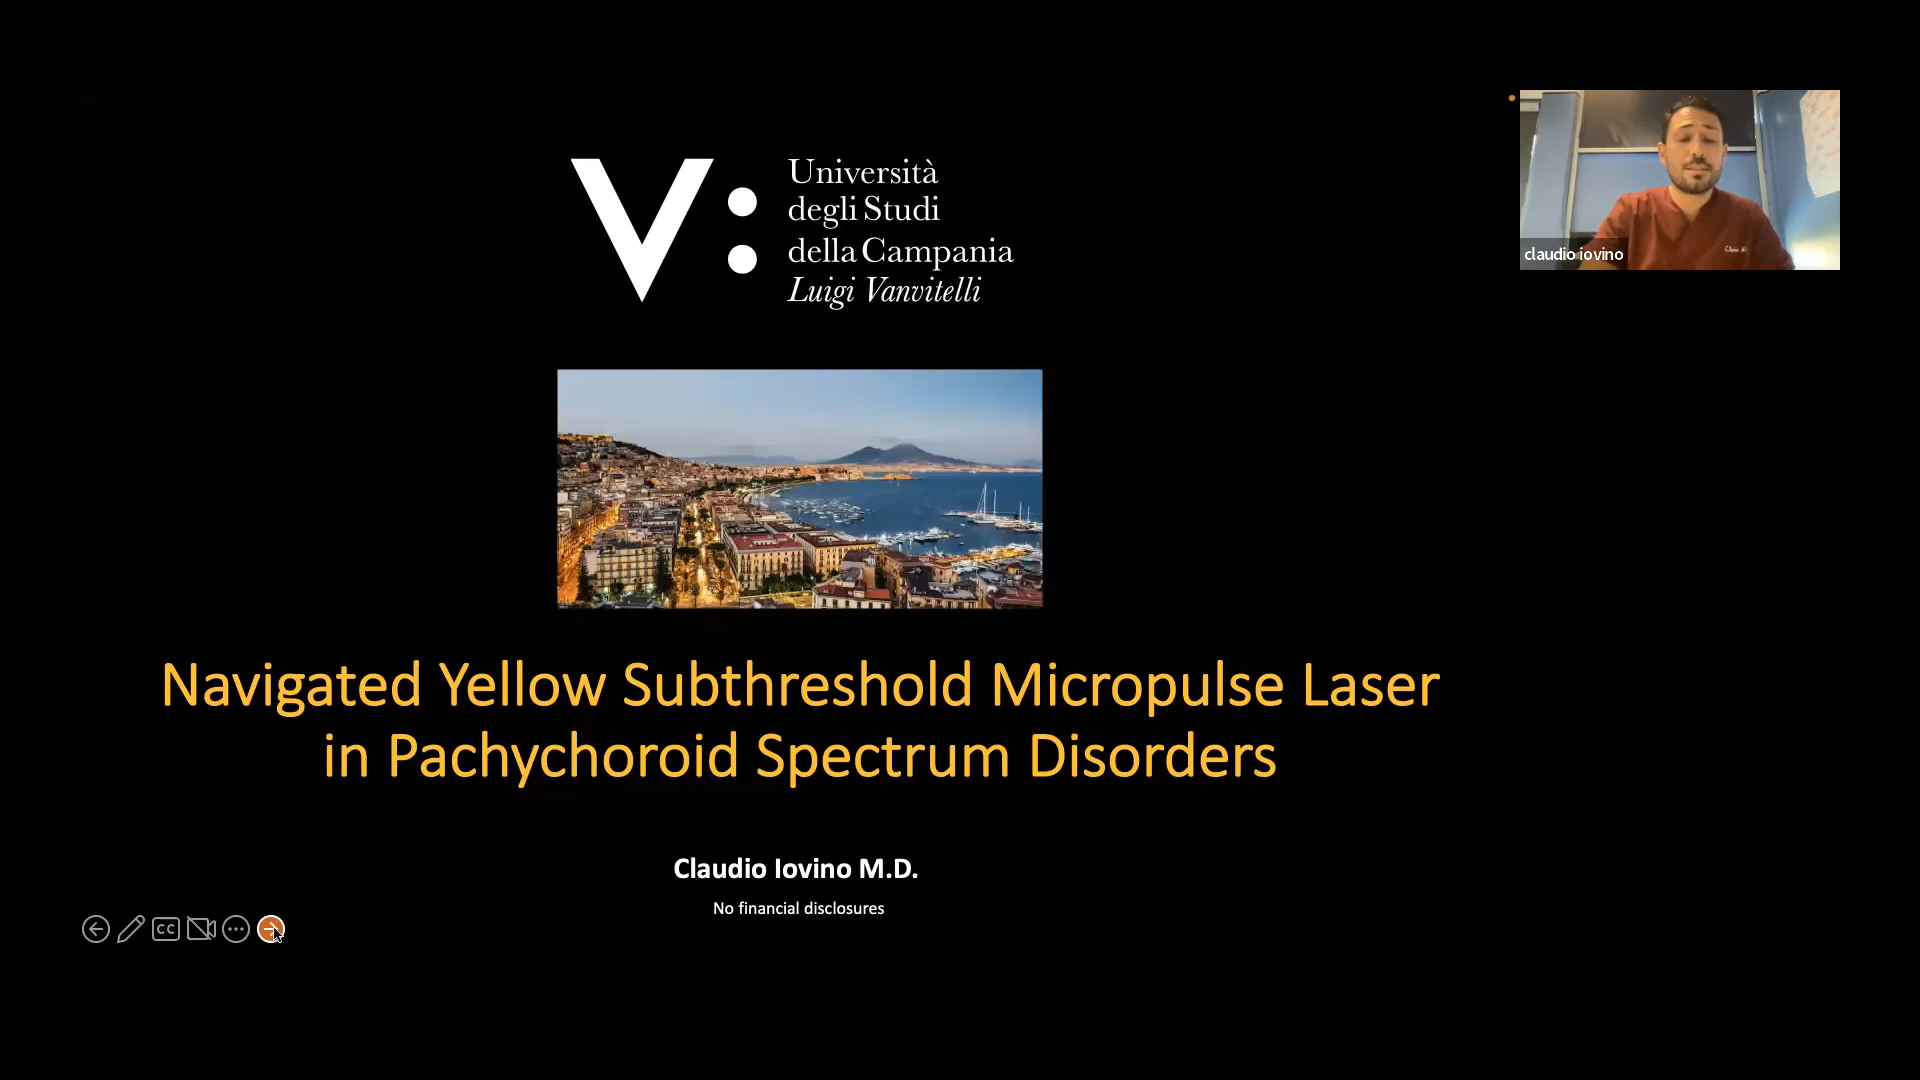 V:
Università
degli Studi
della Campania
Luigi Vanvitelli
claudio iovino
Navigated Yellow Subthreshold Micropulse Laser
in Pachychoroid Spectrum Disorders
Claudio Iovino M.D.
No financial disclosures
CC